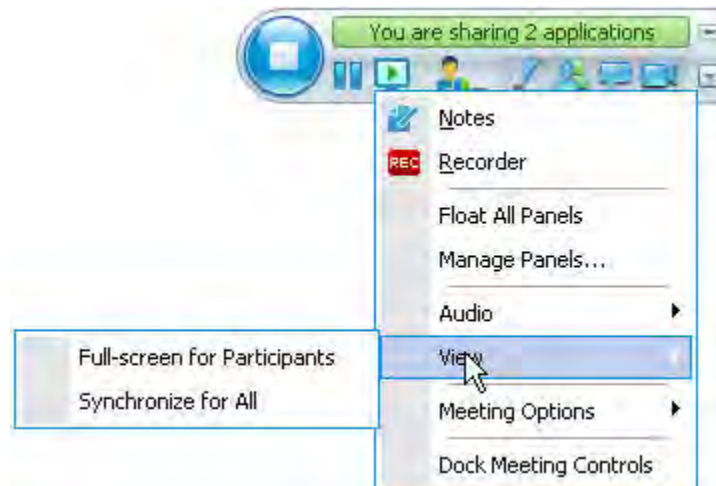 You are sharing 2 applications
Notes
REC Recorder
Float All Panels
Manage Panels...
Audio
Full-screen for Participants
View
Synchronize for All
Meeting Options
Dock Meeting Controls